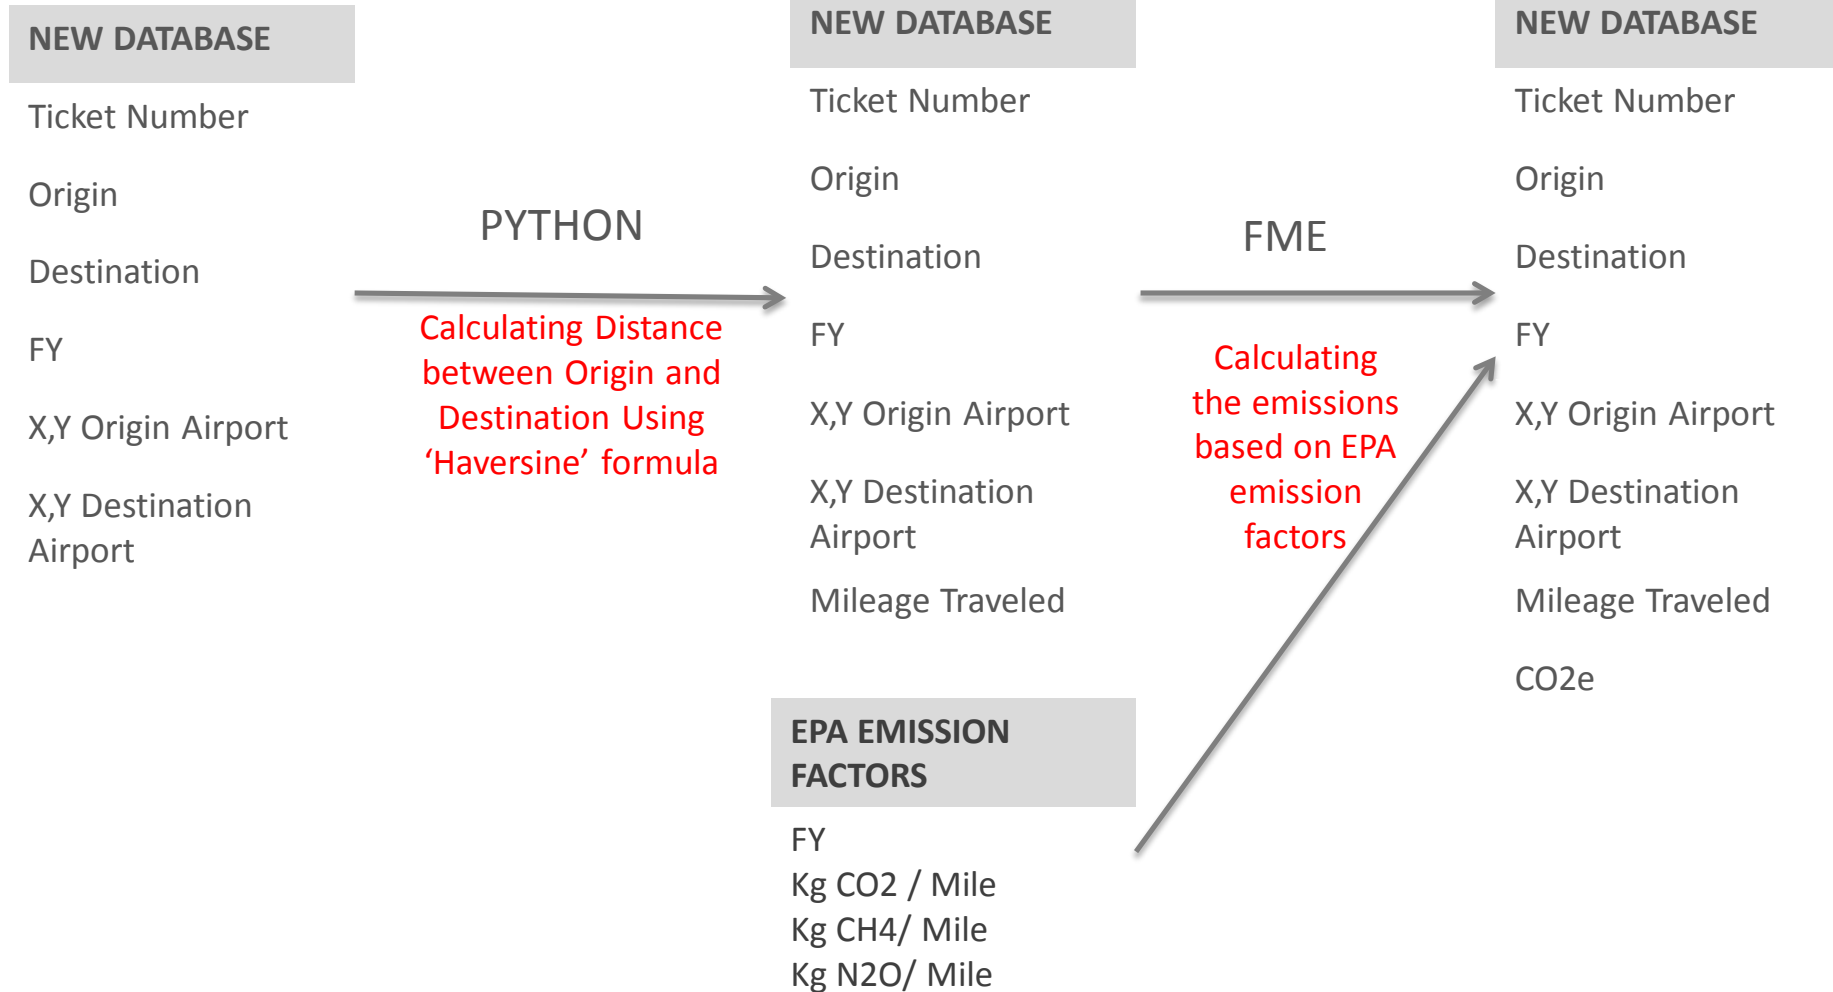 NEW DATABASE
Ticket Number
Origin
Destination
FY
X,Y Origin Airport
X,Y Destination
Airport
PYTHON
Calculating Distance
between Origin and
Destination Using
‘Haversine’ formula
NEW DATABASE
Ticket Number
Origin
Destination
FY
X,Y Origin Airport
X,Y Destination
Airport
Mileage Traveled
EPA EMISSION
FACTORS
FY
Kg CO2 / Mile
Kg CH4/ Mile
Kg N2O/ Mile
FME
Calculating
the emissions
based on EPA
emission
factors
NEW DATABASE
Ticket Number
Origin
Destination
FY
X,Y Origin Airport
X,Y Destination
Airport
Mileage Traveled
CO2e